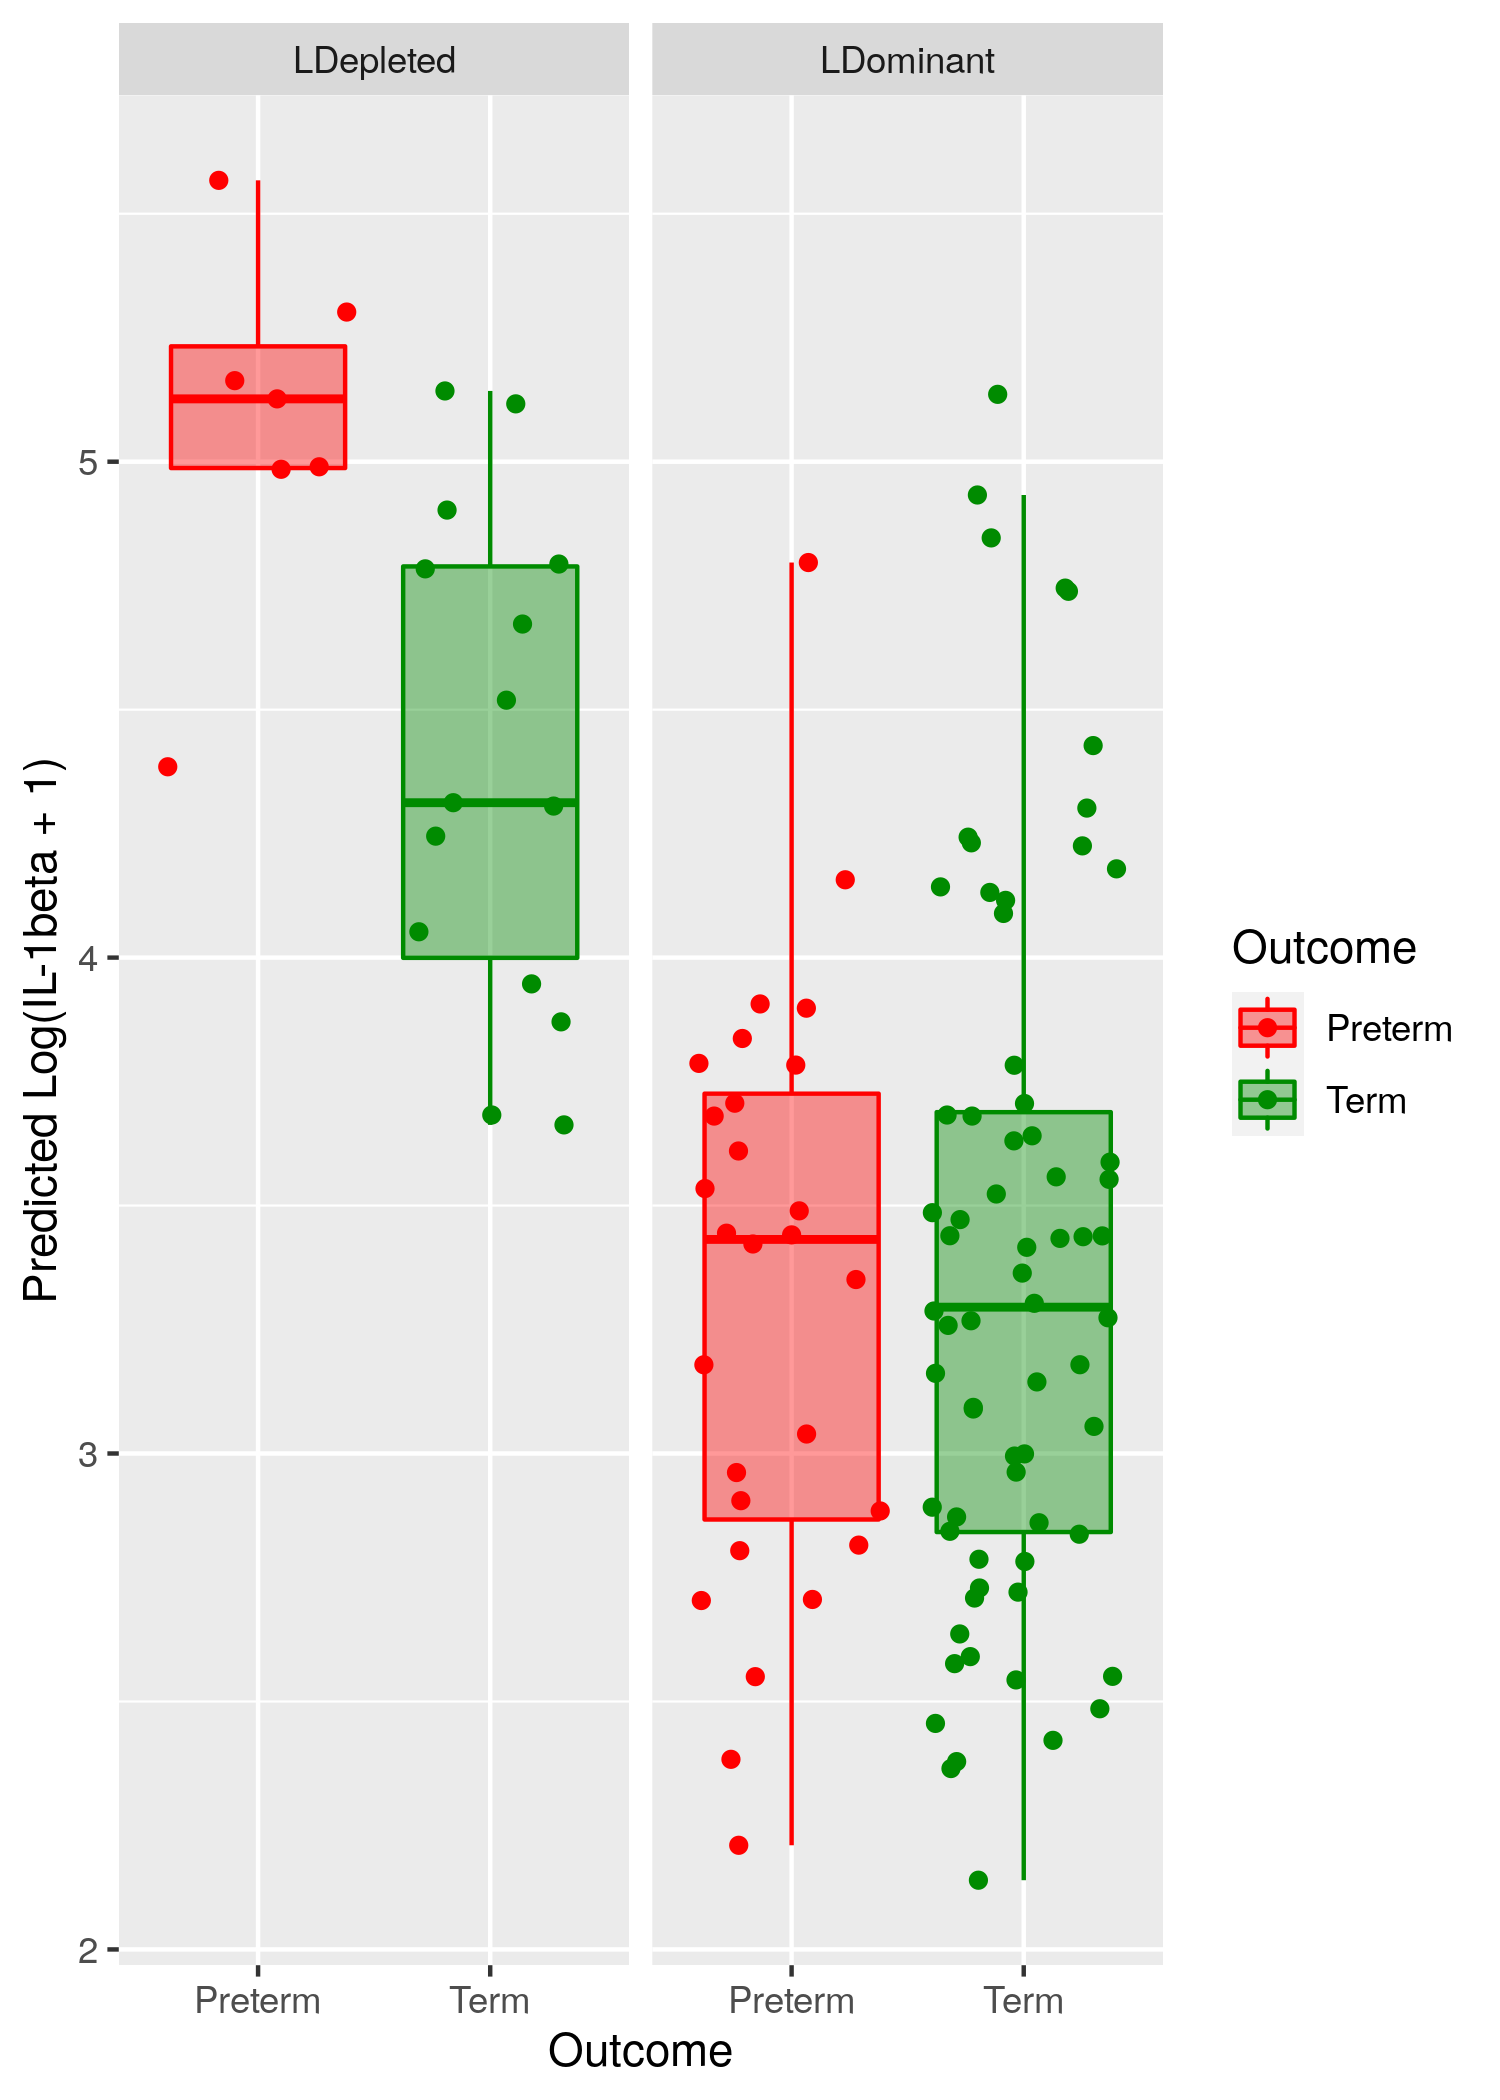 LDepleted
LDominant
Predicted Log(IL-1beta + 1)
5
4
3
2
Preterm
Term
Preterm
Term
Outcome
Outcome
Preterm
Term